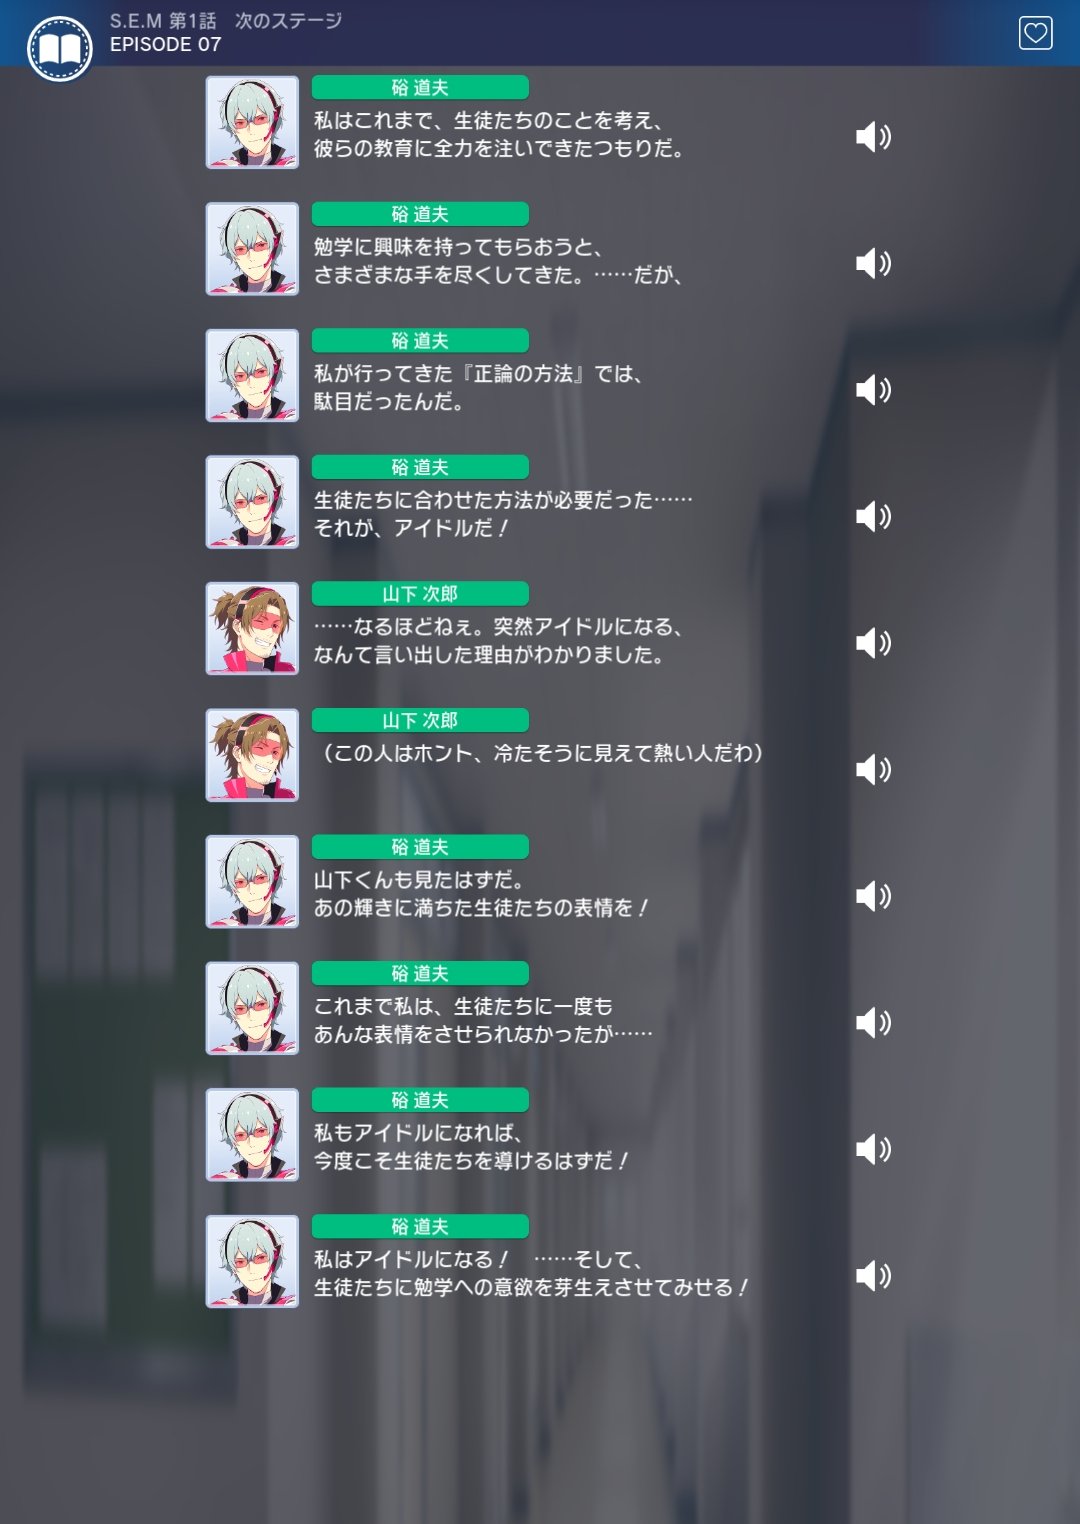 S.E.M 第1話　次のステージ
EPISODE 07
硲 道夫
私はこれまで、生徒たちのことを考え、
彼らの教育に全力を注いできたつもりだ。
硲 道夫
勉学に興味を持ってもらおうと、
さまざまな手を尽くしてきた。……だが、
硲 道夫
私が行ってきた『正論の方法』では、
駄目だったんだ。
硲 道夫
生徒たちに合わせた方法が必要だった……
それが、アイドルだ！
山下 次郎
……なるほどねぇ。突然アイドルになる、
なんて言い出した理由がわかりました。
山下 次郎
（この人はホント、冷たそうに見えて熱い人だわ）
硲 道夫
山下くんも見たはずだ。
あの輝きに満ちた生徒たちの表情を！
硲 道夫
これまで私は、生徒たちに一度も
あんな表情をさせられなかったが……
硲 道夫
私もアイドルになれば、
今度こそ生徒たちを導けるはずだ！
硲 道夫
私はアイドルになる！　……そして、
生徒たちに勉学への意欲を芽生えさせてみせる！